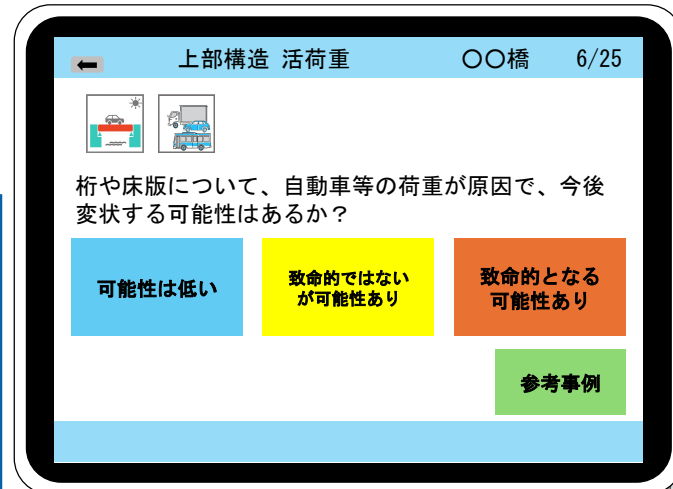 上部構造 活荷重 〇〇橋 6/25
桁や床版について、自動車等の荷重が原因で、今後
変状する可能性はあるか？
可能性は低い
致命的ではない
が可能性あり
致命的となる
可能性あり
参考事例